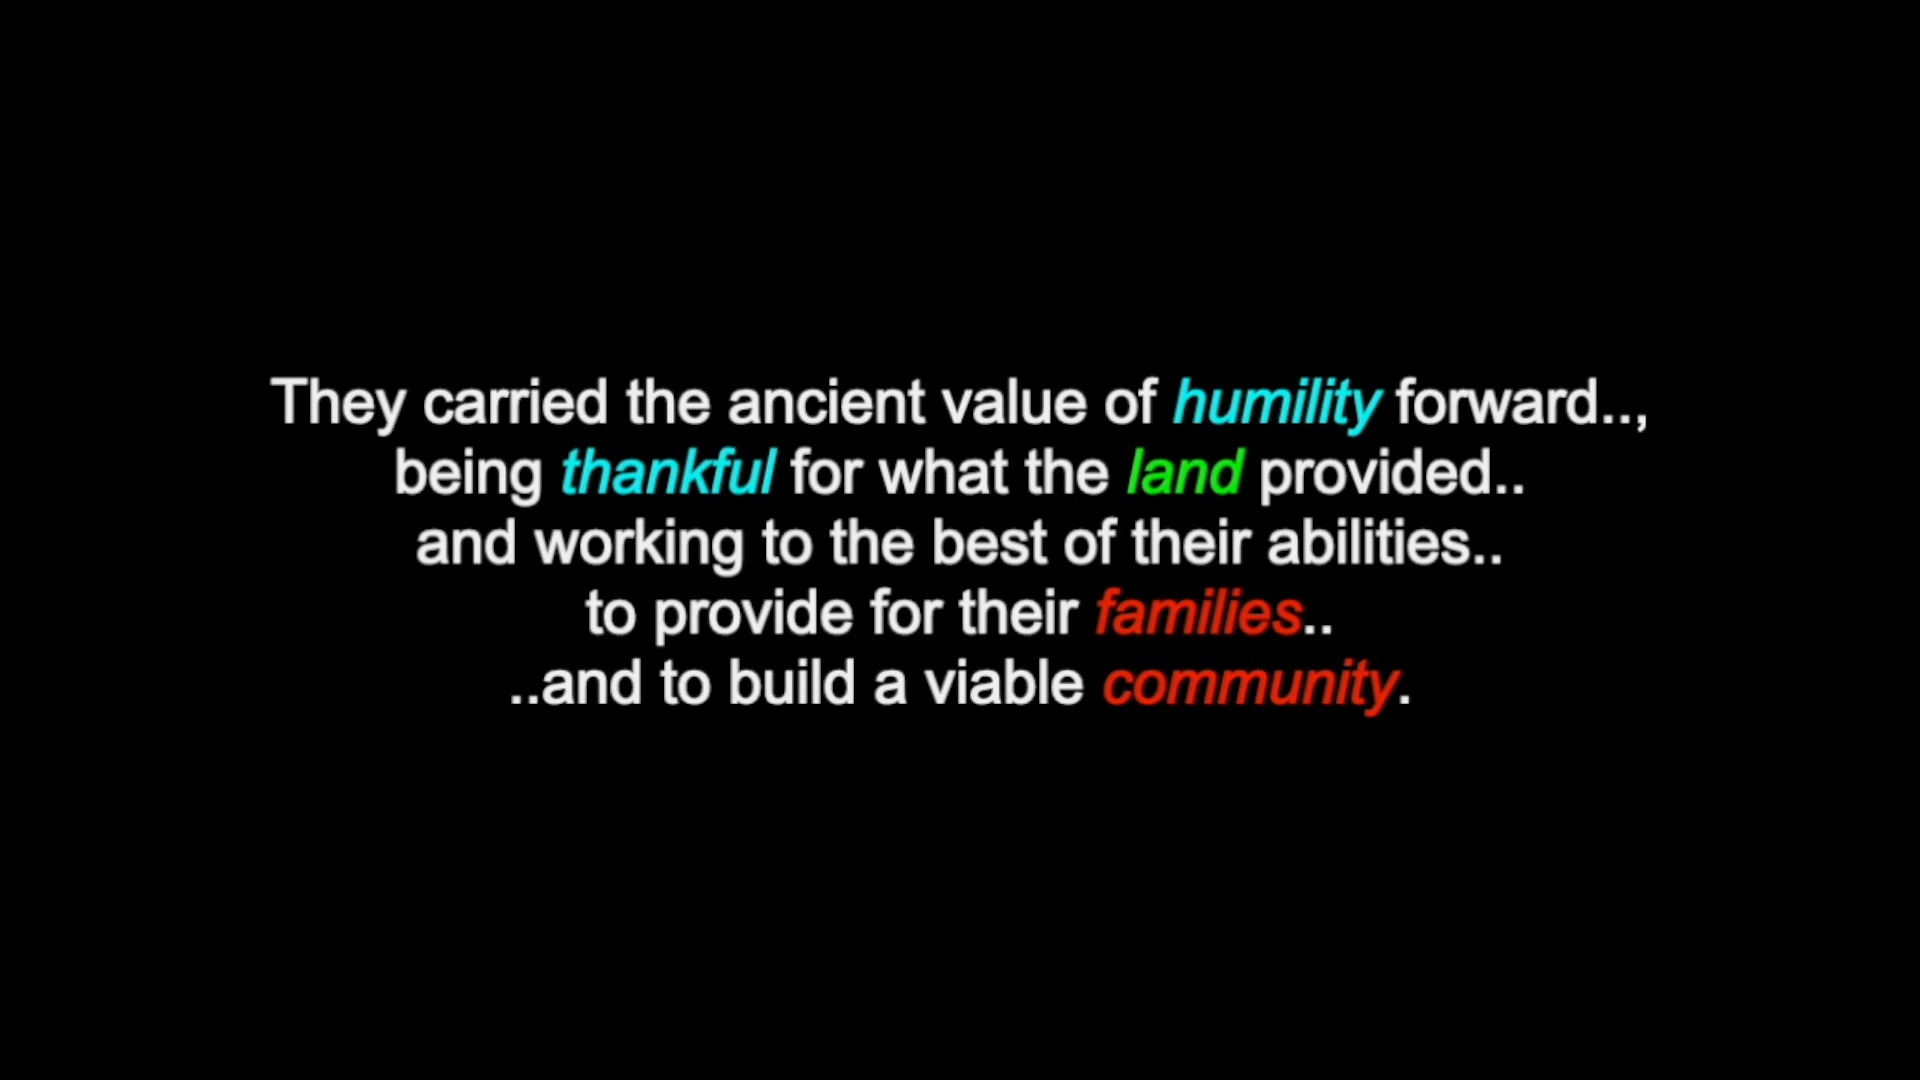 They carried the ancient value of humility forward..,
being thankful for what the land provided..
and working to the best of their abilities..
to provide for their families..
..and to build a viable community.